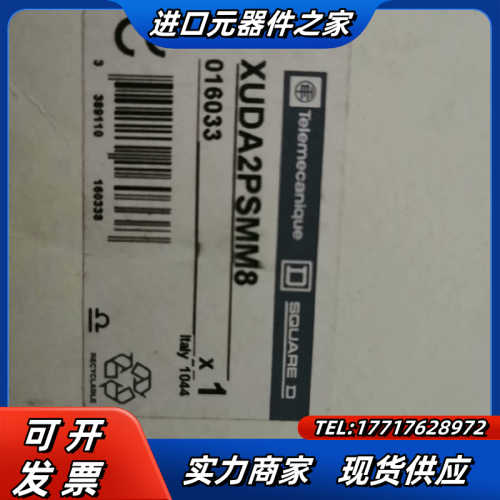 进口元器件之家
Telemecanique
SQUARE D
XUDA2PSMM8
016033
x 1
Italy 1044
3 389110 160338
RECYCLABLE
可开
发票
TEL:17717628972
实力商家 现货供应